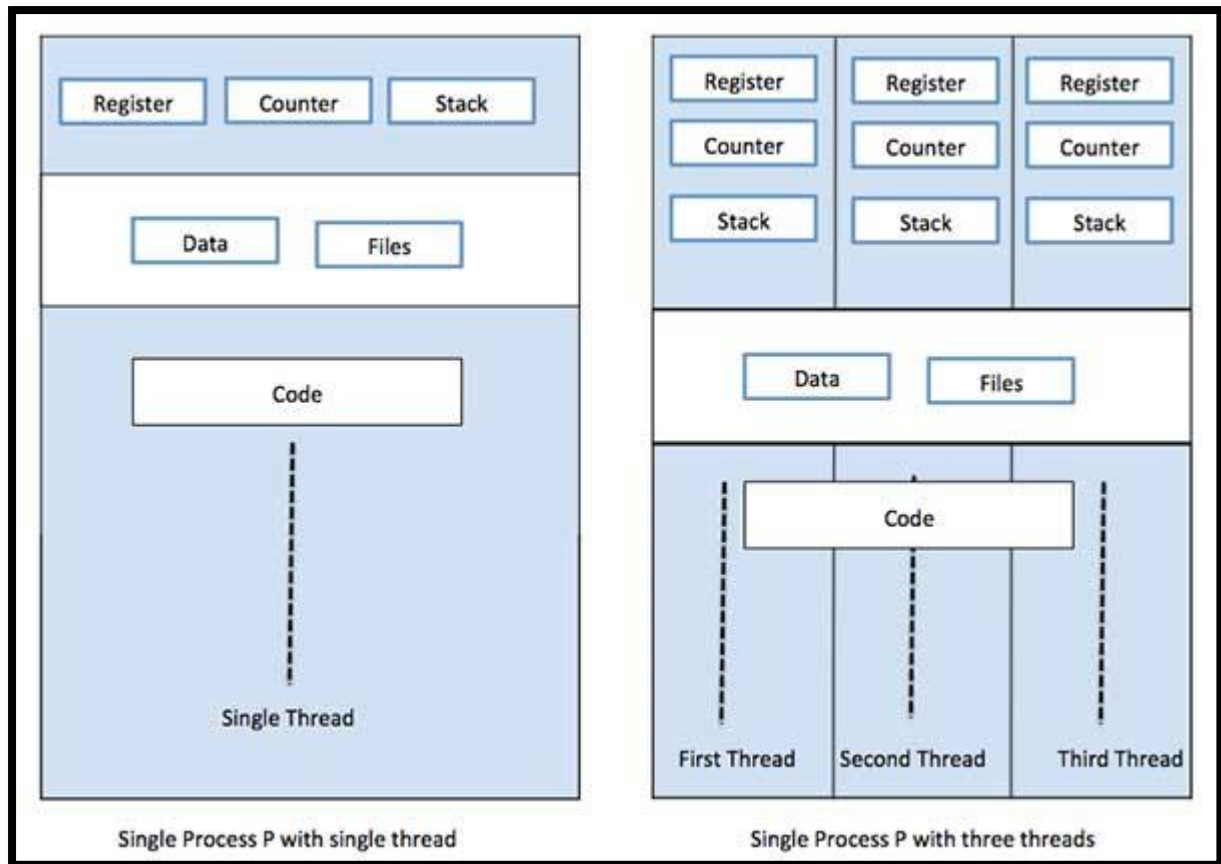 Register Counter Stack
Data Files
Code
Single Thread
Single Process P with single thread
Register Register Register
Counter Counter Counter
Stack Stack Stack
Data Files
Code
First Thread Second Thread Third Thread
Single Process P with three threads